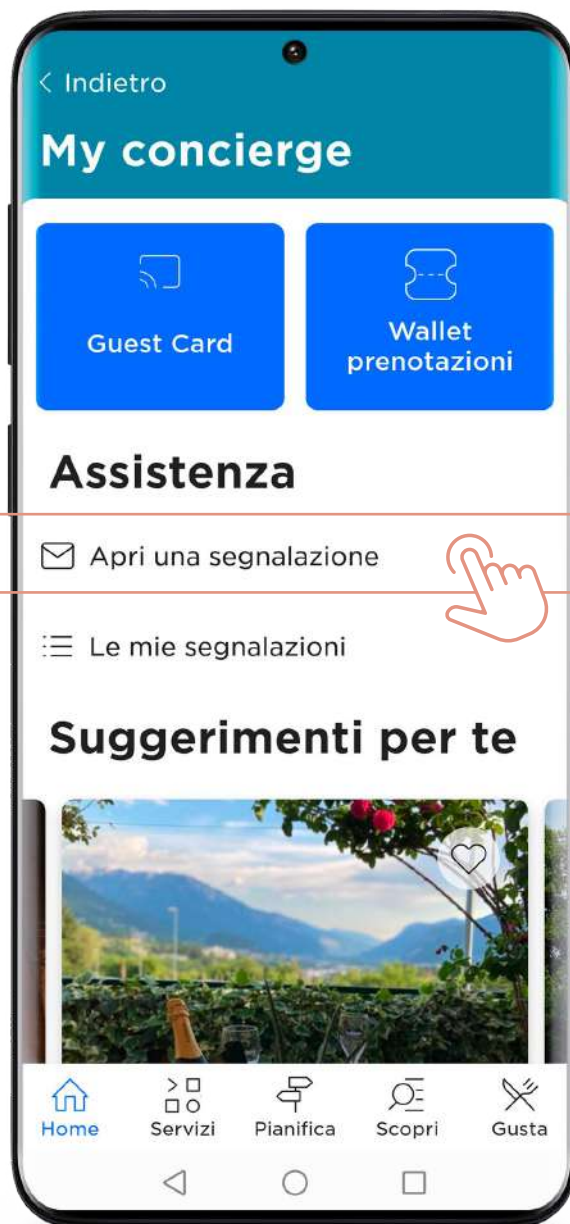 Indietro
My concierge
Guest Card
Wallet
prenotazioni
Assistenza
Apri una segnalazione
Le mie segnalazioni
Suggerimenti per te
Home
Servizi
Pianifica
Scopri
Gusta